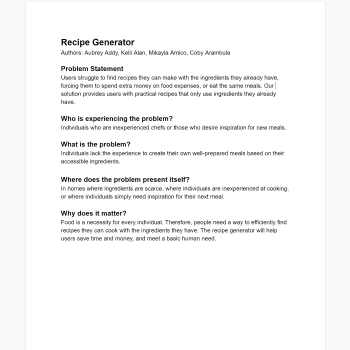 Recipe Generator
Authors: Aubrey Addy, Kelli Alan, Mikayla Amico, Coby Arambula
Problem Statement
Users struggle to find recipes they can make with the ingredients they already have,
forcing them to spend extra money on food expenses, or eat the same meals. Our
solution provides users with practical recipes that only use ingredients they already
have.
Who is experiencing the problem?
Individuals who are inexperienced chefs or those who desire inspiration for new meals.
What is the problem?
Individuals lack the experience to create their own well-prepared meals based on their
accessible ingredients.
Where does the problem present itself?
In homes where ingredients are scarce, where individuals are inexperienced at cooking,
or where individuals simply need inspiration for their next meal.
Why does it matter?
Food is a necessity for every individual. Therefore, people need a way to efficiently find
recipes they can cook with the ingredients they have. The recipe generator will help
users save time and money, and meet a basic human need.